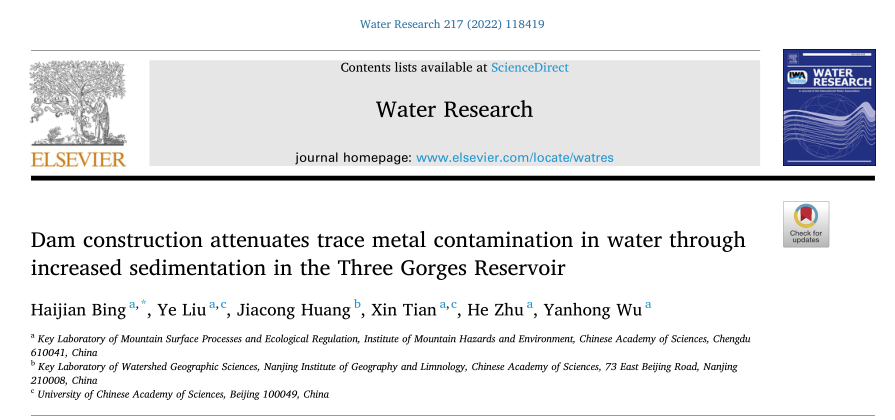 Water Research 217 (2022) 118419
Contents lists available at ScienceDirect
Water Research
journal homepage: www.elsevier.com/locate/watres
ELSEVIER
IWA
WATER
RESEARCH
Check for
updates
Dam construction attenuates trace metal contamination in water through
increased sedimentation in the Three Gorges Reservoir
Haijian Bing a,*, Ye Liu a,c, Jiacong Huang b, Xin Tian a,c, He Zhu a, Yanhong Wu a
a Key Laboratory of Mountain Surface Processes and Ecological Regulation, Institute of Mountain Hazards and Environment, Chinese Academy of Sciences, Chengdu
610041, China
b Key Laboratory of Watershed Geographic Sciences, Nanjing Institute of Geography and Limnology, Chinese Academy of Sciences, 73 East Beijing Road, Nanjing
210008, China
c University of Chinese Academy of Sciences, Beijing 100049, China